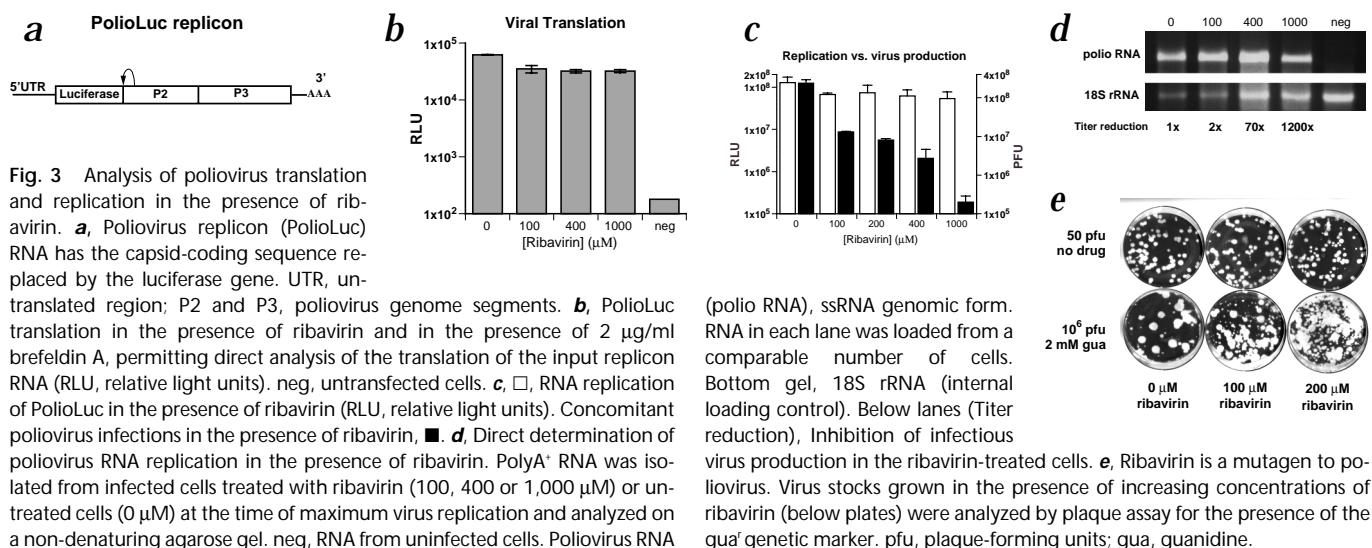 a PolioLuc replicon
5'UTR Luciferase P2 P3 3' AAA
b Viral Translation
1x10⁵
1x10⁴
1x10³
1x10²
RLU
0 100 400 1000 neg
[Ribavirin] (µM)
c Replication vs. virus production
2x10⁸ 4x10⁸
1x10⁸ 1x10⁸
1x10⁷ 1x10⁷
1x10⁶ 1x10⁶
1x10⁵ 1x10⁵
RLU PFU
0 100 200 400 1000
[Ribavirin] (µM)
d 0 100 400 1000 neg
polio RNA
18S rRNA
Titer reduction 1x 2x 70x 1200x
e
50 pfu
no drug
10⁶ pfu
2 mM gua
0 µM
ribavirin
100 µM
ribavirin
200 µM
ribavirin
Fig. 3 Analysis of poliovirus translation
and replication in the presence of rib-
avirin. a, Poliovirus replicon (PolioLuc)
RNA has the capsid-coding sequence re-
placed by the luciferase gene. UTR, un-
translated region; P2 and P3, poliovirus genome segments. b, PolioLuc
translation in the presence of ribavirin and in the presence of 2 µg/ml
brefeldin A, permitting direct analysis of the translation of the input replicon
RNA (RLU, relative light units). neg, untransfected cells. c, □, RNA replication
of PolioLuc in the presence of ribavirin (RLU, relative light units). Concomitant
poliovirus infections in the presence of ribavirin, ■. d, Direct determination of
poliovirus RNA replication in the presence of ribavirin. PolyA⁺ RNA was iso-
lated from infected cells treated with ribavirin (100, 400 or 1,000 µM) or un-
treated cells (0 µM) at the time of maximum virus replication and analyzed on
a non-denaturing agarose gel. neg, RNA from uninfected cells. Poliovirus RNA
(polio RNA), ssRNA genomic form.
RNA in each lane was loaded from a
comparable number of cells.
Bottom gel, 18S rRNA (internal
loading control). Below lanes (Titer
reduction), Inhibition of infectious
virus production in the ribavirin-treated cells. e, Ribavirin is a mutagen to po-
liovirus. Virus stocks grown in the presence of increasing concentrations of
ribavirin (below plates) were analyzed by plaque assay for the presence of the
guaʳ genetic marker. pfu, plaque-forming units; gua, guanidine.